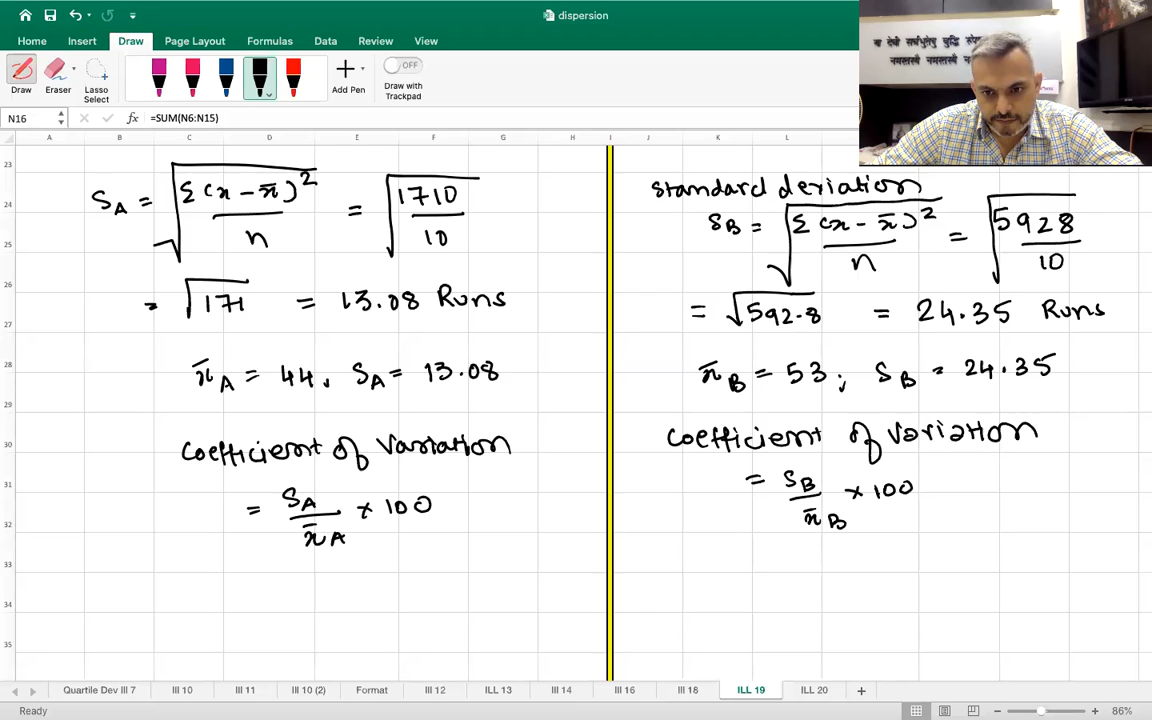 dispersion
Home Insert Draw Page Layout Formulas Data Review View
Draw Eraser Lasso Select Add Pen OFF Draw with Trackpad
N16 fx =SUM(N6:N15)
A B C D E F G H I J K L
23
24
25
26
27
28
29
30
31
32
33
34
35
S_A = √(Σ(x - x̄)² / n) = √(1710 / 10)
= √171 = 13.08 Runs
x̄_A = 44, S_A = 13.08
Coefficient of Variation
= S_A / x̄_A × 100
Standard deviation
S_B = √(Σ(x - x̄)² / n) = √(5928 / 10)
= √592.8 = 24.35 Runs
x̄_B = 53; S_B = 24.35
Coefficient of Variation
= S_B / x̄_B × 100
Quartile Dev Ill 7 Ill 10 Ill 11 Ill 10 (2) Format Ill 12 ILL 13 Ill 14 Ill 16 Ill 18 ILL 19 ILL 20
Ready 86%